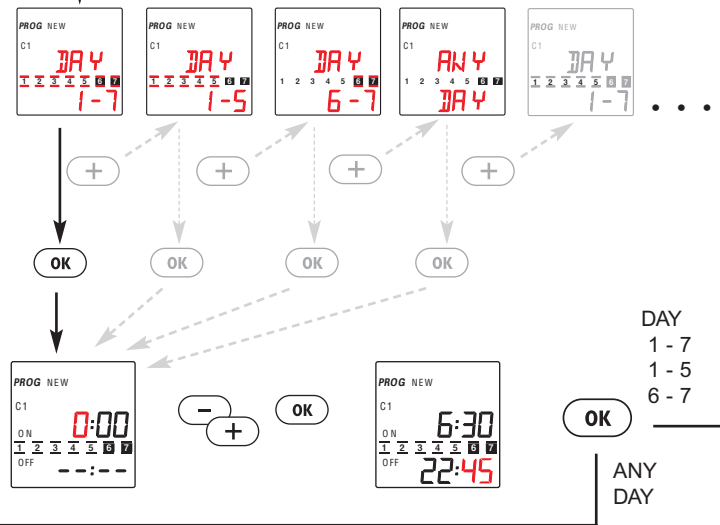 PROG NEW
C1
DAY
1 2 3 4 5 6 7
1-7
PROG NEW
C1
DAY
1 2 3 4 5 6 7
1-5
PROG NEW
C1
DAY
1 2 3 4 5 6 7
6-7
PROG NEW
C1
ANY
1 2 3 4 5 6 7
DAY
PROG NEW
C1
DAY
1 2 3 4 5 6 7
1-7
. . .
+
+
+
+
OK
OK
OK
OK
PROG NEW
C1
ON 0:00
1 2 3 4 5 6 7
OFF --:--
−
+
OK
PROG NEW
C1
ON 6:30
1 2 3 4 5 6 7
OFF 22:45
OK
DAY
1 - 7
1 - 5
6 - 7
ANY
DAY